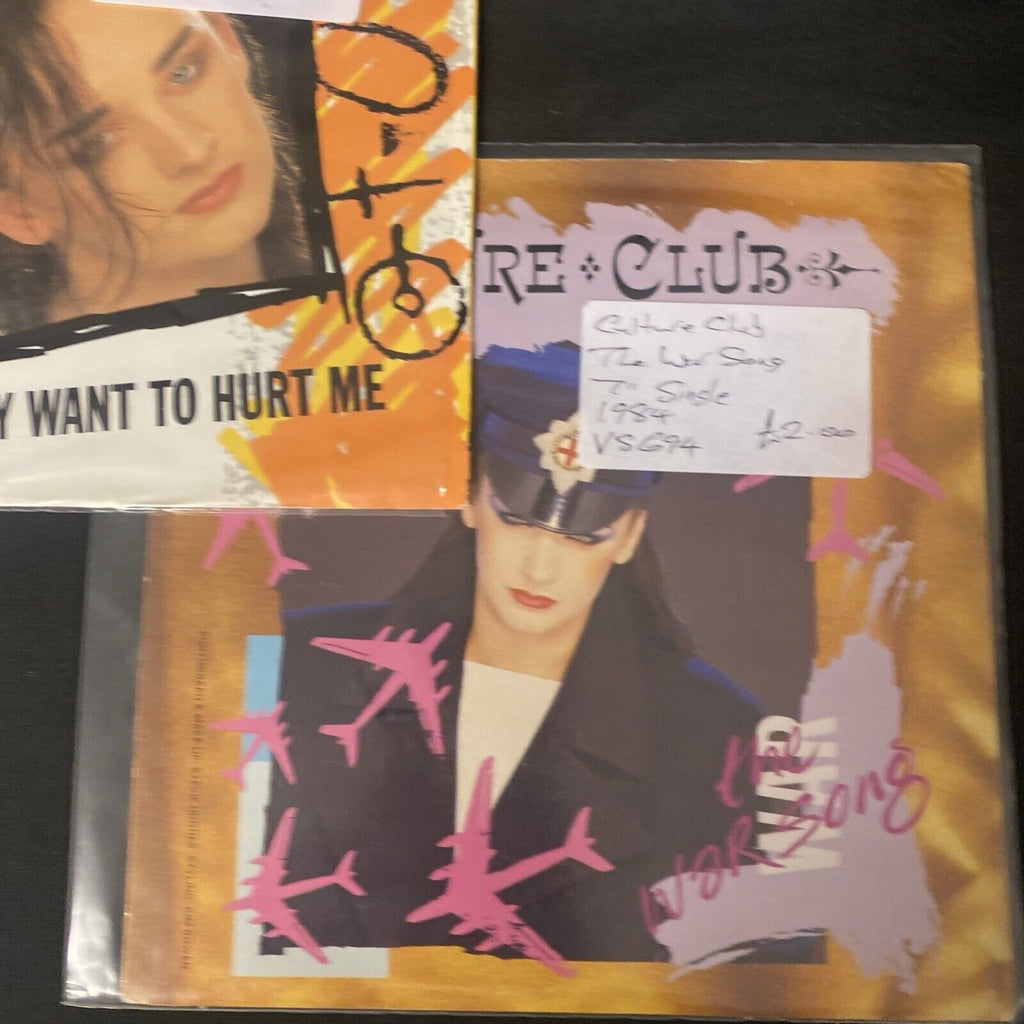 Y WANT TO HURT ME
RE CLUB
Culture Club
The War Song
7" Single
1984
VS694 £2.00
WAR
the
war song